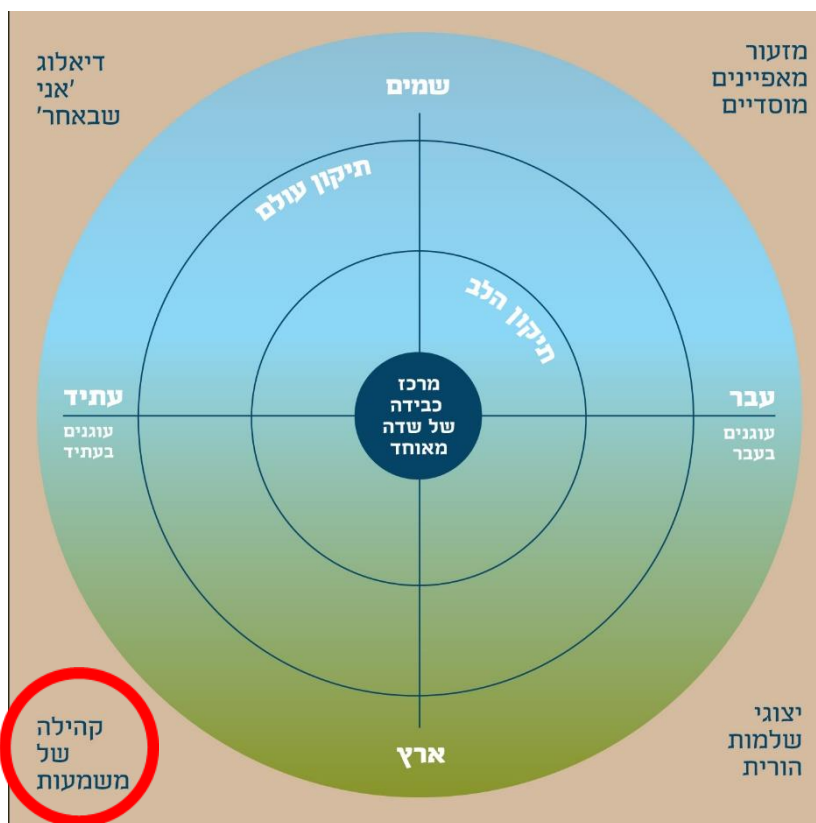 מזעור
מאפיינים
מוסדיים
דיאלוג
'אני
שבאחר'
שמים
תיקון עולם
תיקון הלב
מרכז
כבידה
של שדה
מאוחד
עבר
עוגנים
בעבר
עתיד
עוגנים
בעתיד
ארץ
יצוגי
שלמות
הורית
קהילה
של
משמעות